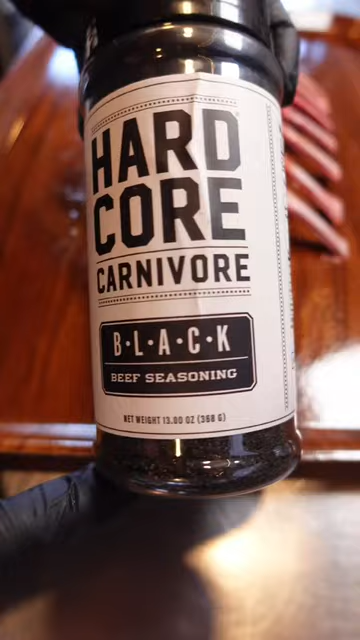 HARD
CORE
CARNIVORE
B·L·A·C·K
BEEF SEASONING
NET WEIGHT 13.00 OZ (368 G)